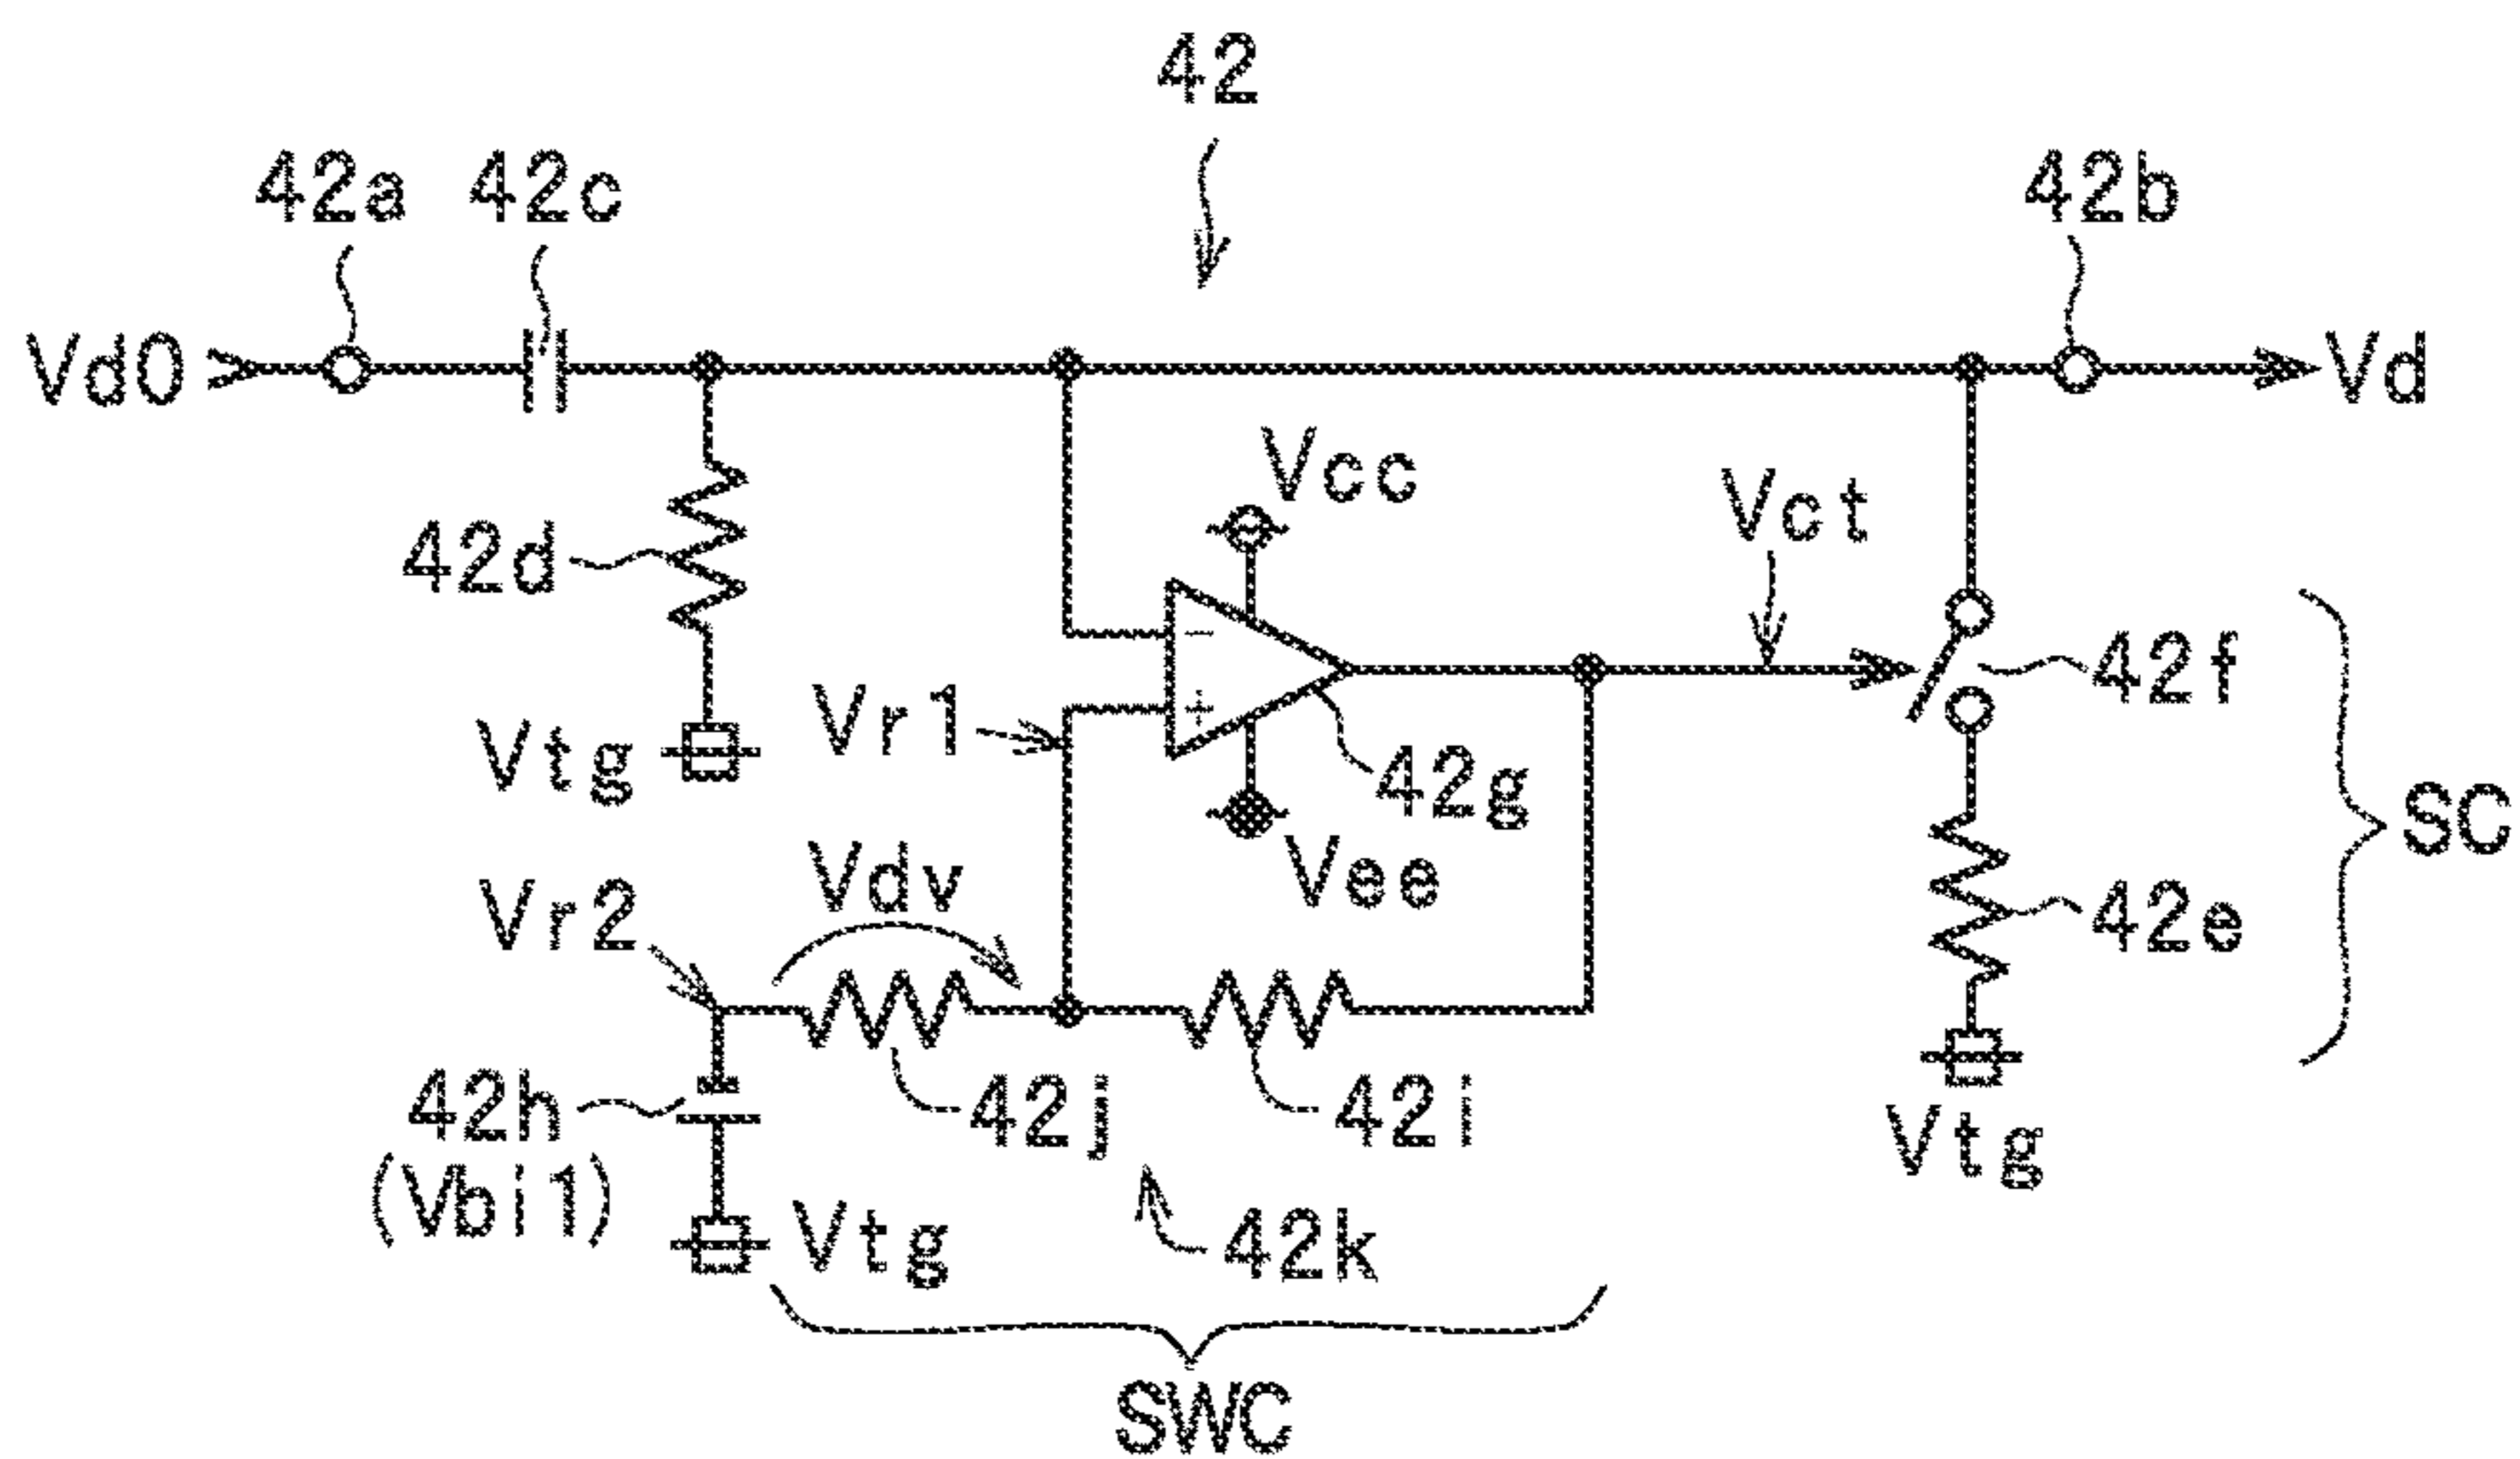 42
42a 42c 42b
Vd0 Vd
Vcc
Vct
42d
−
+
42f
Vr1
Vtg
42g
SC
Vdv
Vee
Vr2
42e
42h
(Vbi1)
42j
42i
Vtg
Vtg
42k
SWC